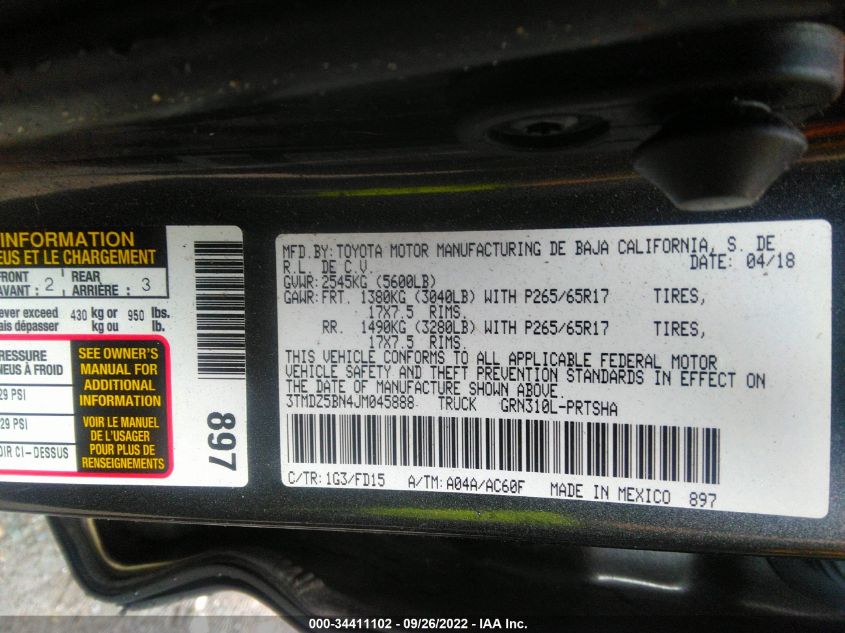 INFORMATION
EUS ET LE CHARGEMENT
FRONT
AVANT : 2
REAR
ARRIÈRE : 3
ever exceed 430 kg or 950 lbs.
ais dépasser kg ou lb.
PRESSURE
NEUS À FROID
29 PSI
29 PSI
DIR CI-DESSUS
SEE OWNER'S
MANUAL FOR
ADDITIONAL
INFORMATION
VOIR LE MANUEL
DE L'USAGER
POUR PLUS DE
RENSEIGNEMENTS
897
MFD.BY:TOYOTA MOTOR MANUFACTURING DE BAJA CALIFORNIA, S. DE
R.L. DE C.V. DATE: 04/18
GVWR:2545KG (5600LB)
GAWR:FRT. 1380KG (3040LB) WITH P265/65R17 TIRES,
17X7.5 RIMS.
RR. 1490KG (3280LB) WITH P265/65R17 TIRES,
17X7.5 RIMS.
THIS VEHICLE CONFORMS TO ALL APPLICABLE FEDERAL MOTOR
VEHICLE SAFETY AND THEFT PREVENTION STANDARDS IN EFFECT ON
THE DATE OF MANUFACTURE SHOWN ABOVE.
3TMDZ5BN4JM045888 TRUCK GRN310L-PRTSHA
C/TR:1G3/FD15 A/TM:A04A/AC60F MADE IN MEXICO 897
000-34411102 - 09/26/2022 - IAA Inc.